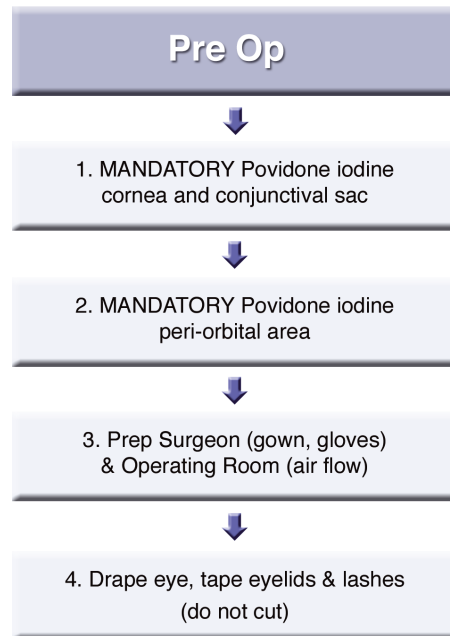 Pre Op
1. MANDATORY Povidone iodine
cornea and conjunctival sac
2. MANDATORY Povidone iodine
peri-orbital area
3. Prep Surgeon (gown, gloves)
& Operating Room (air flow)
4. Drape eye, tape eyelids & lashes
(do not cut)